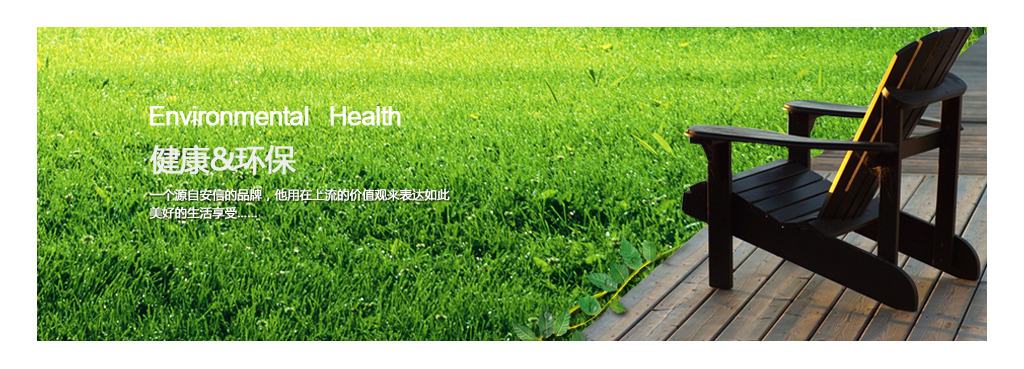 Environmental Health
健康&环保
一个源自安信的品牌，他用在上流的价值观来表达如此
美好的生活享受......